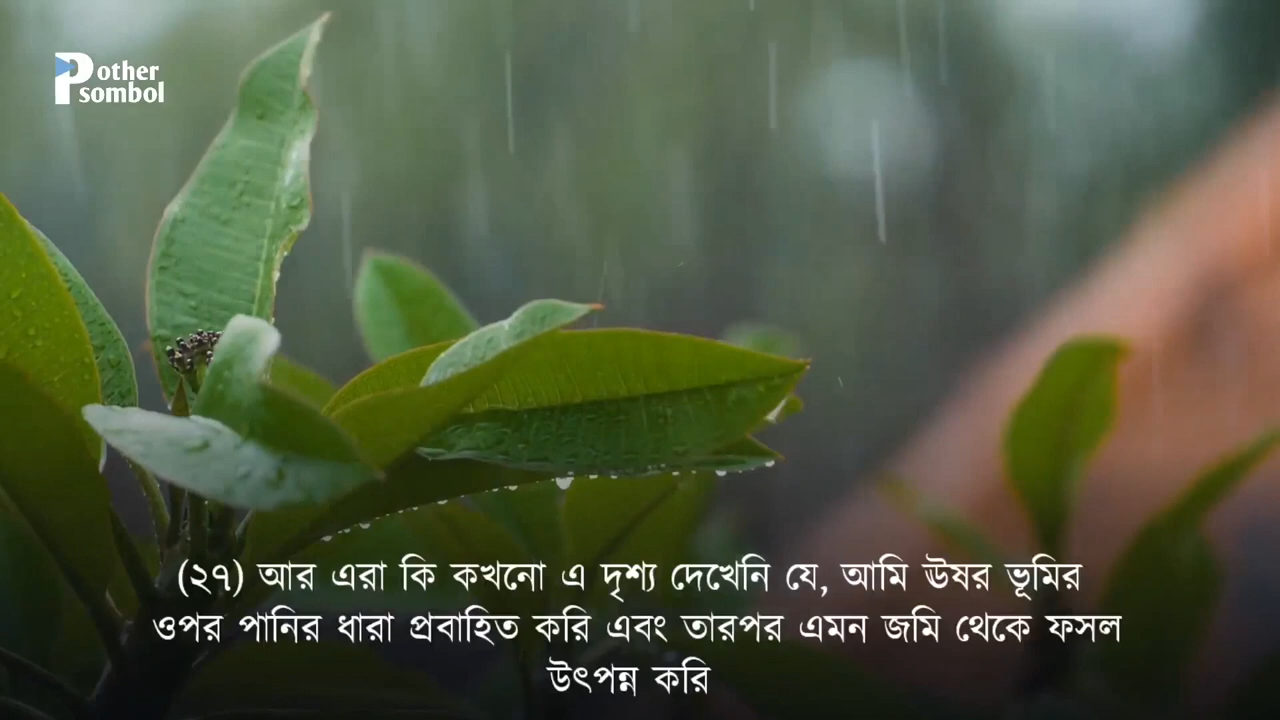 Pother
sombol
(২৭) আর এরা কি কখনো এ দৃশ্য দেখেনি যে, আমি ঊষর ভূমির
ওপর পানির ধারা প্রবাহিত করি এবং তারপর এমন জমি থেকে ফসল
উৎপন্ন করি